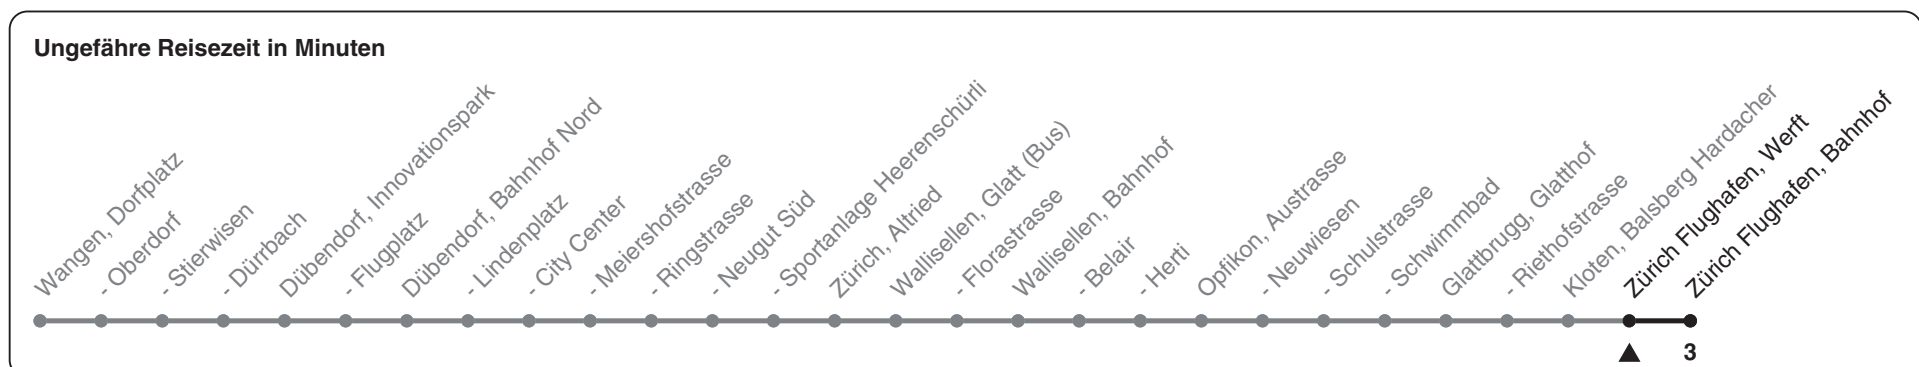 Ungefähre Reisezeit in Minuten
Wangen, Dorfplatz
- Oberdorf
- Stierwisen
- Dürrbach
Dübendorf, Innovationspark
- Flugplatz
Dübendorf, Bahnhof Nord
- Lindenplatz
- City Center
- Meiershofstrasse
- Ringstrasse
- Neugut Süd
- Sportanlage Heerenschürli
Zürich, Altried
Wallisellen, Glatt (Bus)
- Florastrasse
Wallisellen, Bahnhof
- Belair
- Herti
Opfikon, Austrasse
- Neuwiesen
- Schulstrasse
- Schwimmbad
Glattbrugg, Glatthof
- Riethofstrasse
Kloten, Balsberg Hardacher
Zürich Flughafen, Werft
Zürich Flughafen, Bahnhof
3